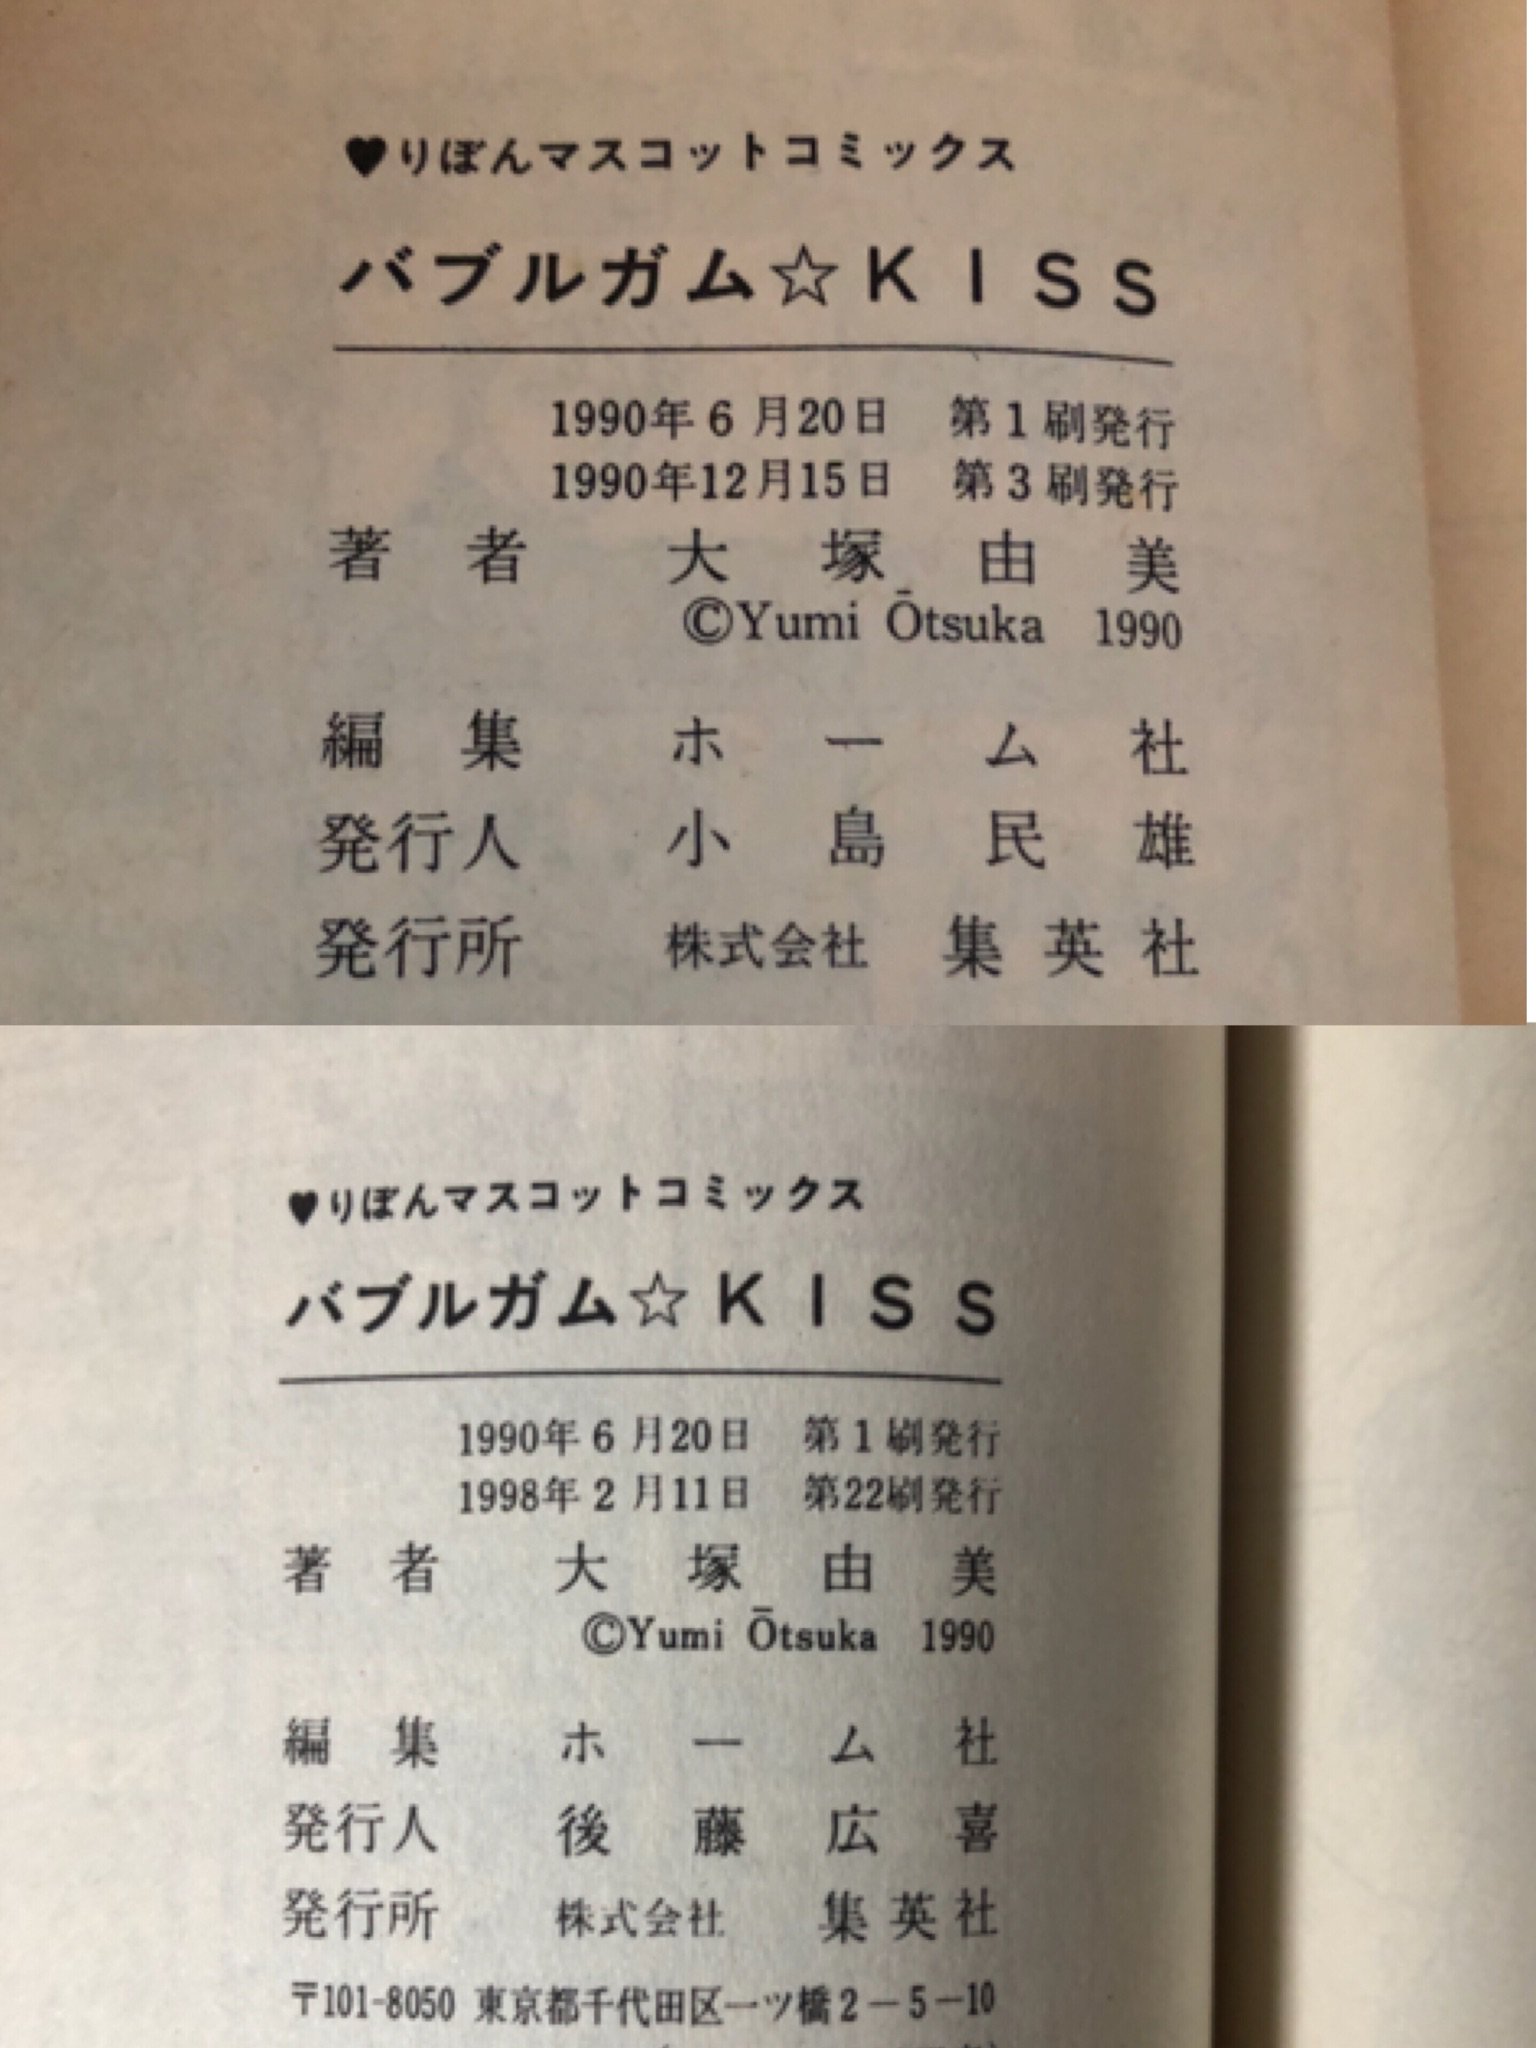 ♥りぼんマスコットコミックス
バブルガム☆KISS
1990年6月20日 第1刷発行
1990年12月15日 第3刷発行
著者 大塚由美
©Yumi Ōtsuka 1990
編集 ホーム社
発行人 小島民雄
発行所 株式会社 集英社
♥りぼんマスコットコミックス
バブルガム☆KISS
1990年6月20日 第1刷発行
1998年2月11日 第22刷発行
著者 大塚由美
©Yumi Ōtsuka 1990
編集 ホーム社
発行人 後藤広喜
発行所 株式会社 集英社
〒101-8050 東京都千代田区一ツ橋2-5-10